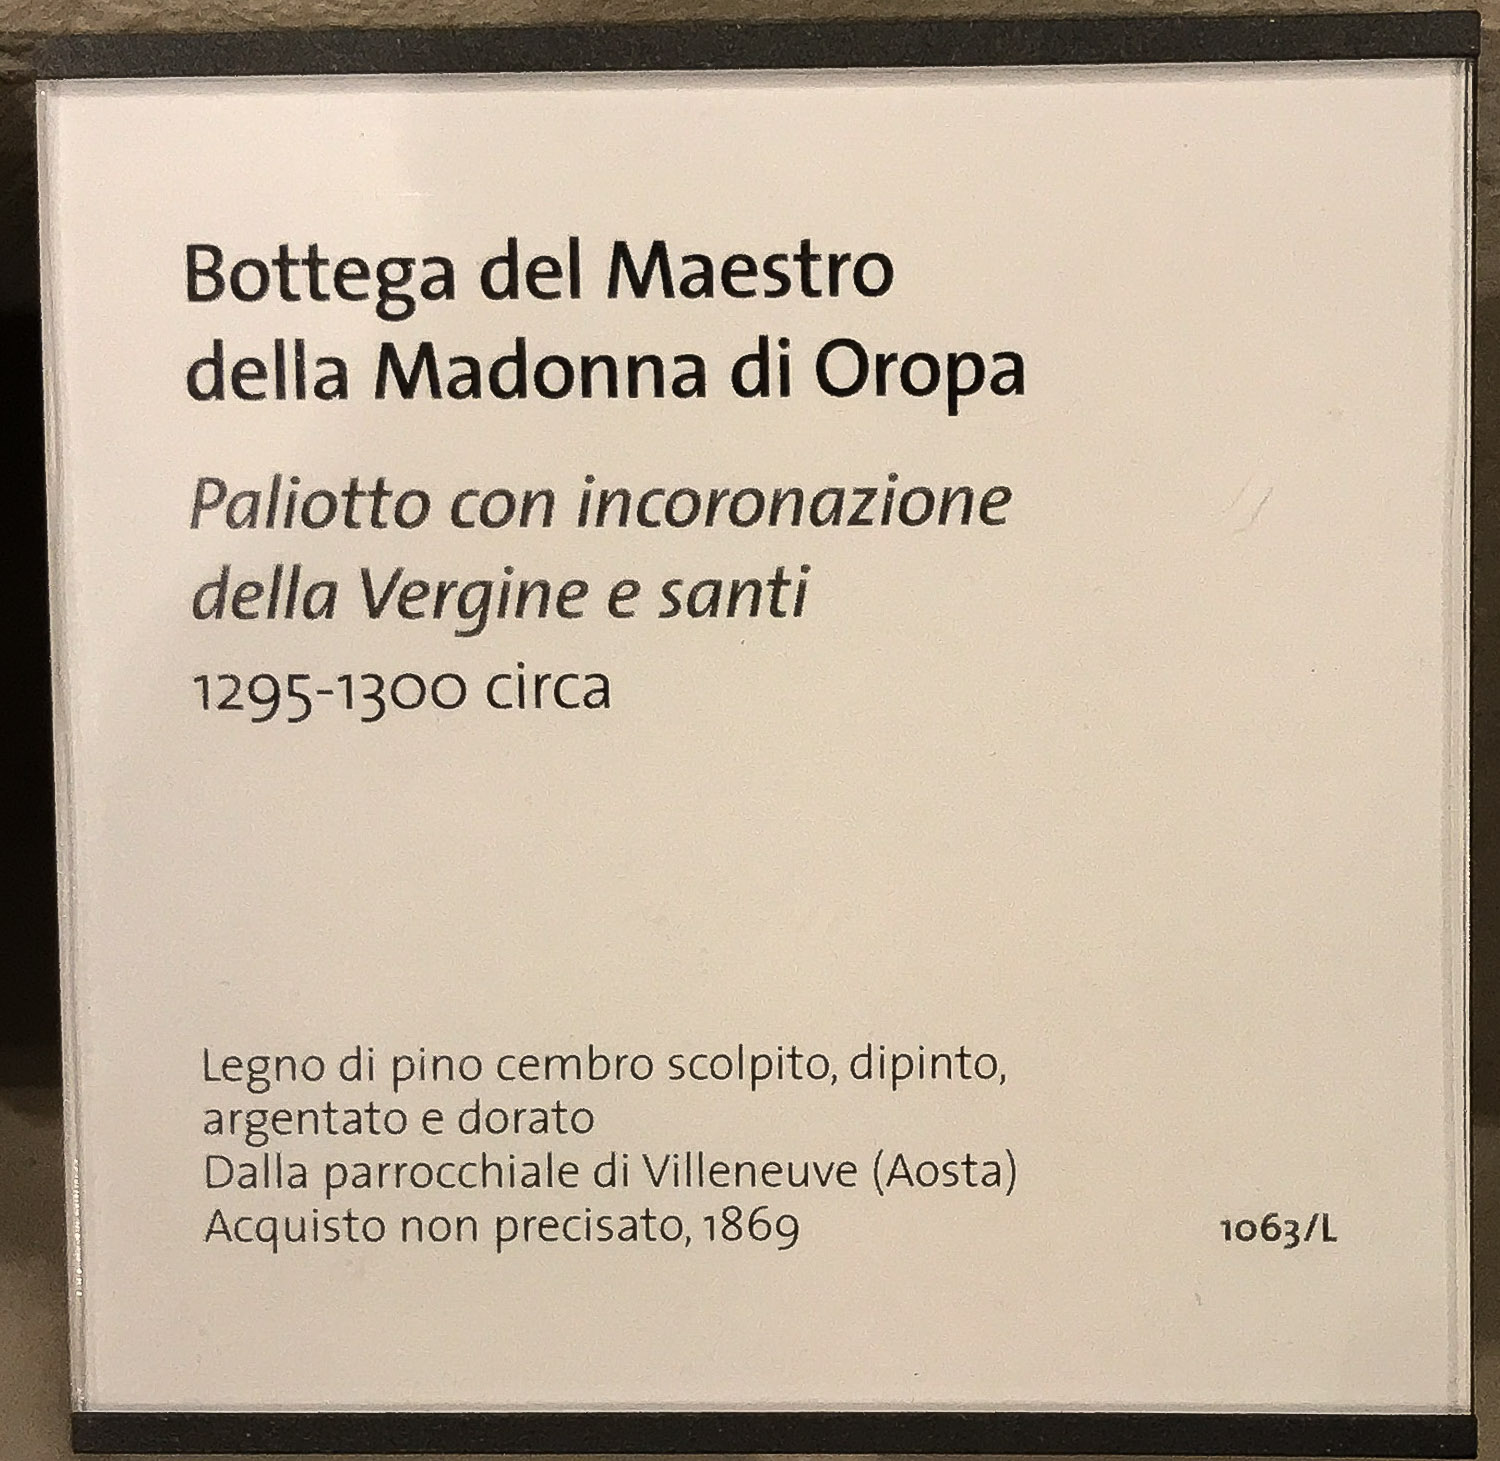 Bottega del Maestro
della Madonna di Oropa
Paliotto con incoronazione
della Vergine e santi
1295-1300 circa
Legno di pino cembro scolpito, dipinto,
argentato e dorato
Dalla parrocchiale di Villeneuve (Aosta)
Acquisto non precisato, 1869
1063/L